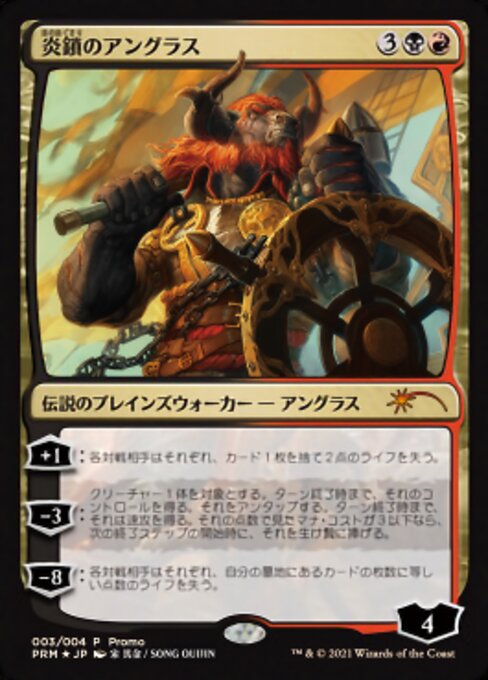 炎鎖のアングラス 3
伝説のプレインズウォーカー — アングラス
+1 : 各対戦相手はそれぞれ、カード1枚を捨て2点のライフを失う。
クリーチャー1体を対象とする。ターン終了時まで、それのコ
ントロールを得る。それをアンタップする。ターン終了時まで、
-3 : それは速攻を得る。それの点数で見たマナ・コストが3以下なら、
次の終了ステップの開始時に、それを生け贄に捧げる。
-8 : 各対戦相手はそれぞれ、自分の墓地にあるカードの枚数に等し
い点数のライフを失う。
4
003/004 P Promo
PRM ★ JP SONG QIJIN
™ & © 2021 Wizards of the Coast